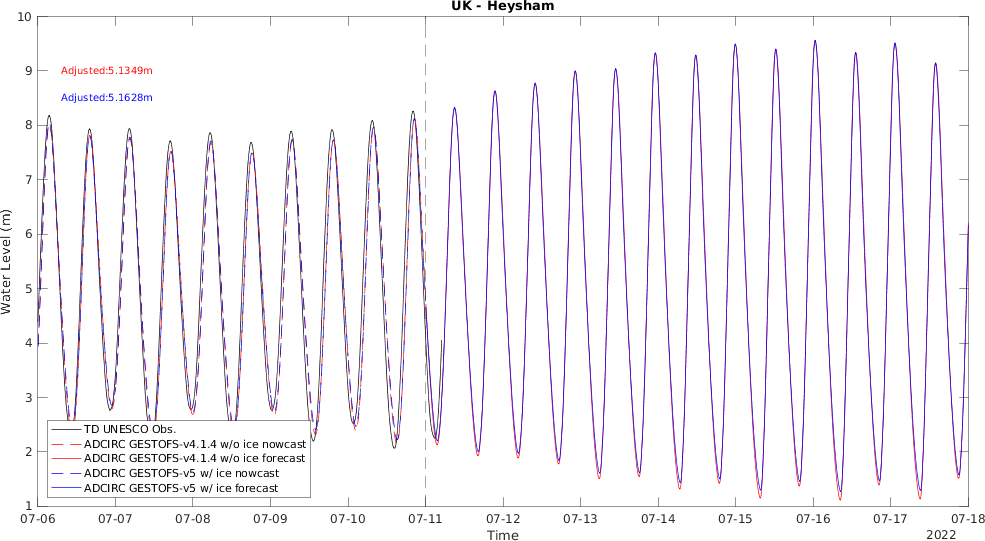 UK - Heysham
10
9
8
7
6
5
4
3
2
1
Water Level (m)
Adjusted:5.1349m
Adjusted:5.1628m
TD UNESCO Obs.
ADCIRC GESTOFS-v4.1.4 w/o ice nowcast
ADCIRC GESTOFS-v4.1.4 w/o ice forecast
ADCIRC GESTOFS-v5 w/ ice nowcast
ADCIRC GESTOFS-v5 w/ ice forecast
07-06 07-07 07-08 07-09 07-10 07-11 07-12 07-13 07-14 07-15 07-16 07-17 07-18
Time
2022